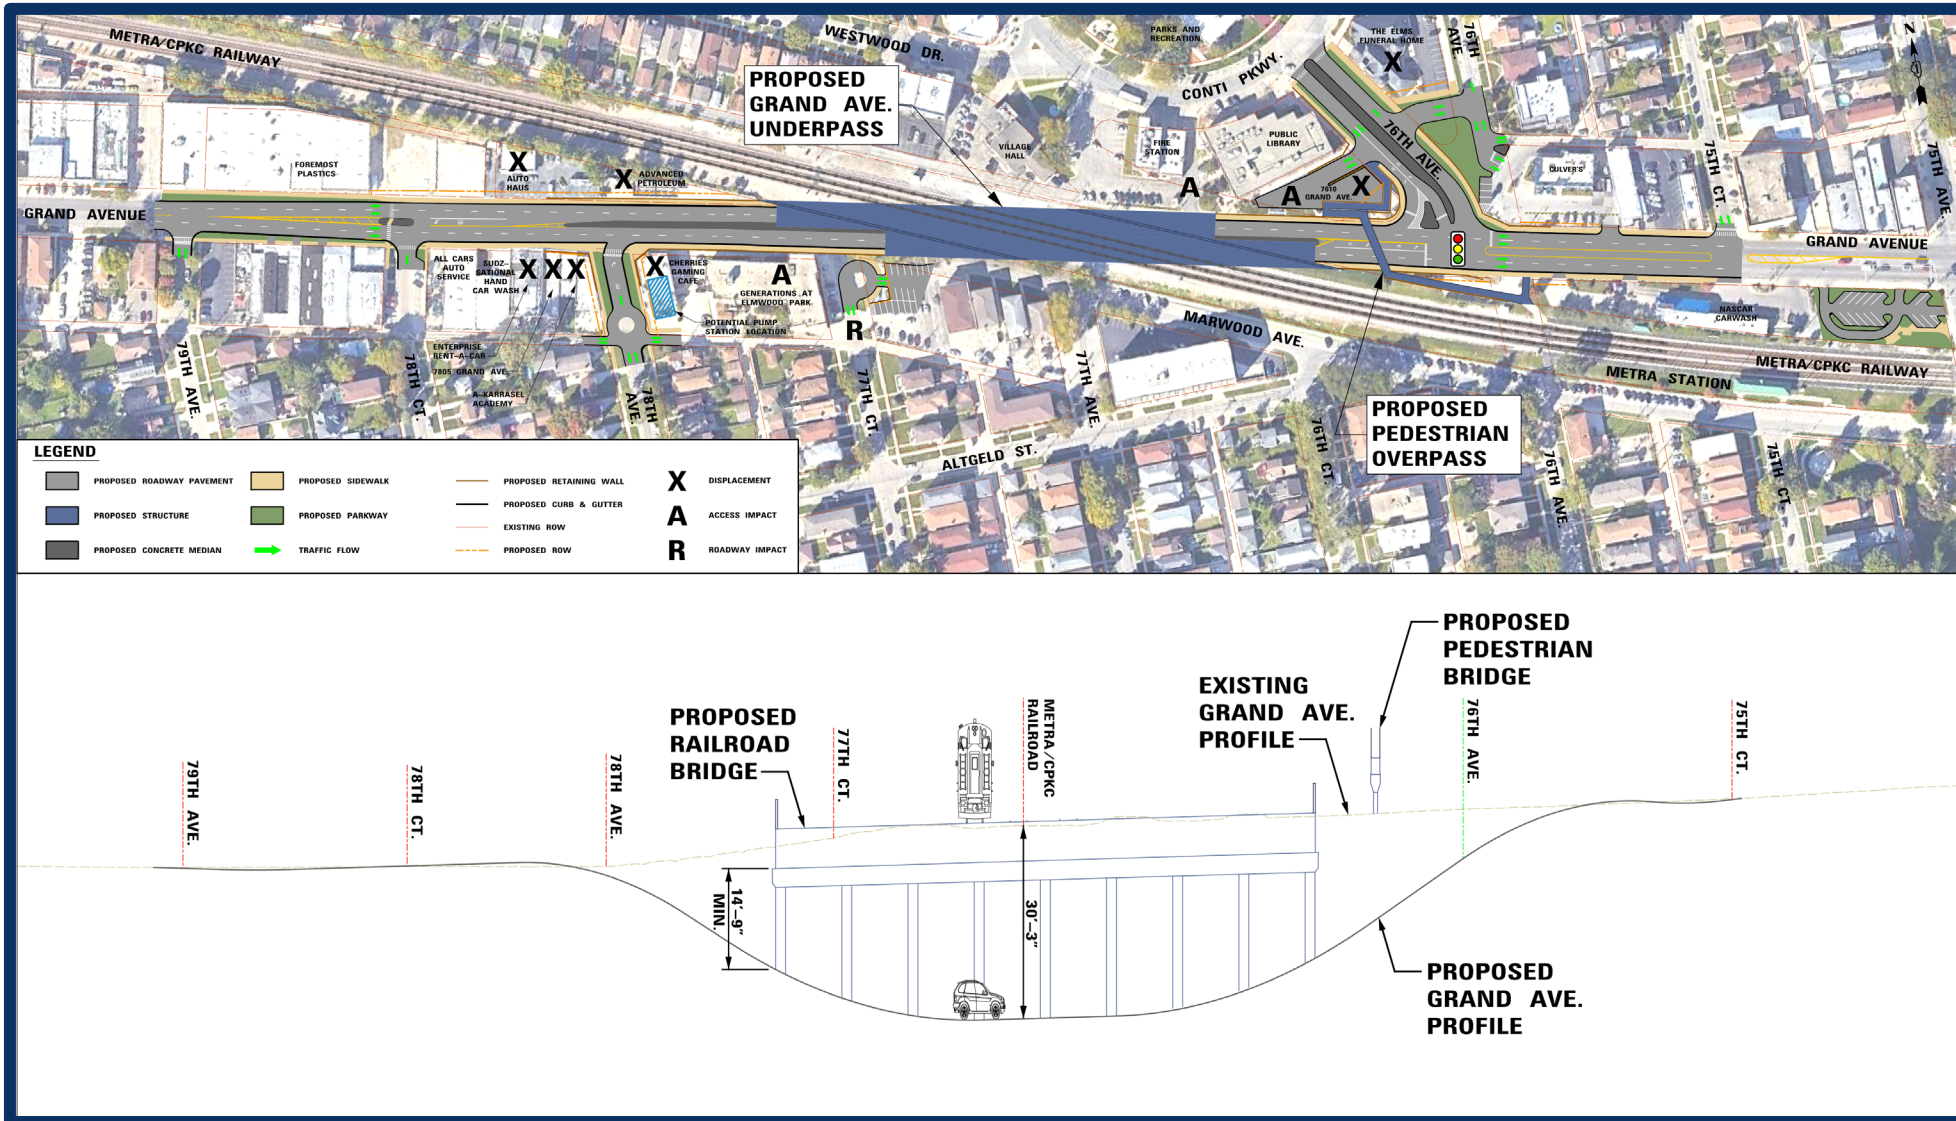 METRA/CPKC RAILWAY
WESTWOOD DR.
PARKS AND
RECREATION
THE ELMS
FUNERAL HOME
X
76TH
AVE.
N
PROPOSED
GRAND AVE.
UNDERPASS
CONTI PKWY.
FOREMOST
PLASTICS
X
AUTO
HAUS
X
ADVANCED
PETROLEUM
VILLAGE
HALL
FIRE
STATION
PUBLIC
LIBRARY
76TH AVE.
CULVER'S
75TH CT.
75TH AVE.
A
A
7610
GRAND AVE.
X
GRAND AVENUE
GRAND AVENUE
ALL CARS
AUTO
SERVICE
SUDZ-
SATIONAL
HAND
CAR WASH
X X X
X
CHERRIES
GAMING
CAFE
A
GENERATIONS AT
ELMWOOD PARK
POTENTIAL PUMP
STATION LOCATION
R
ENTERPRISE
RENT-A-CAR
7805 GRAND AVE.
A-KARRASEL
ACADEMY
79TH AVE.
78TH CT.
78TH
AVE.
77TH CT.
77TH AVE.
MARWOOD AVE.
NASCAR
CARWASH
METRA/CPKC RAILWAY
METRA STATION
ALTGELD ST.
76TH CT.
76TH AVE.
75TH CT.
PROPOSED
PEDESTRIAN
OVERPASS
LEGEND
PROPOSED ROADWAY PAVEMENT
PROPOSED STRUCTURE
PROPOSED CONCRETE MEDIAN
PROPOSED SIDEWALK
PROPOSED PARKWAY
TRAFFIC FLOW
PROPOSED RETAINING WALL
PROPOSED CURB & GUTTER
EXISTING ROW
PROPOSED ROW
X DISPLACEMENT
A ACCESS IMPACT
R ROADWAY IMPACT
PROPOSED
PEDESTRIAN
BRIDGE
EXISTING
GRAND AVE.
PROFILE
PROPOSED
RAILROAD
BRIDGE
79TH AVE.
78TH CT.
78TH AVE.
77TH CT.
METRA/CPKC
RAILROAD
76TH AVE.
75TH CT.
14'-9"
MIN.
30'-3"
PROPOSED
GRAND AVE.
PROFILE